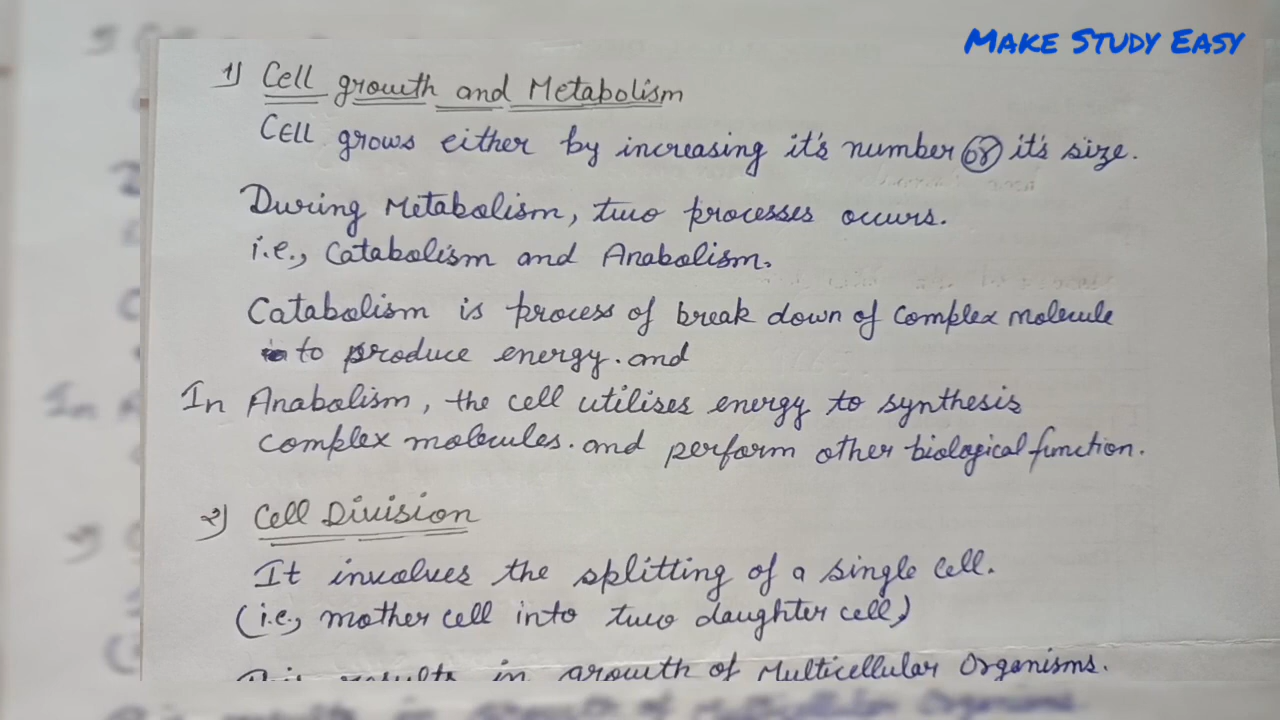 MAKE STUDY EASY
1) Cell growth and Metabolism
Cell grows either by increasing it's number or it's size.
During Metabolism, two processes occurs.
i.e., Catabolism and Anabolism.
Catabolism is process of break down of complex molecule
to produce energy. and
In Anabolism, the cell utilises energy to synthesis
complex molecules. and perform other biological function.
2) Cell Division
It involves the splitting of a single cell.
(i.e., mother cell into two daughter cell)
This results in growth of Multicellular Organisms.